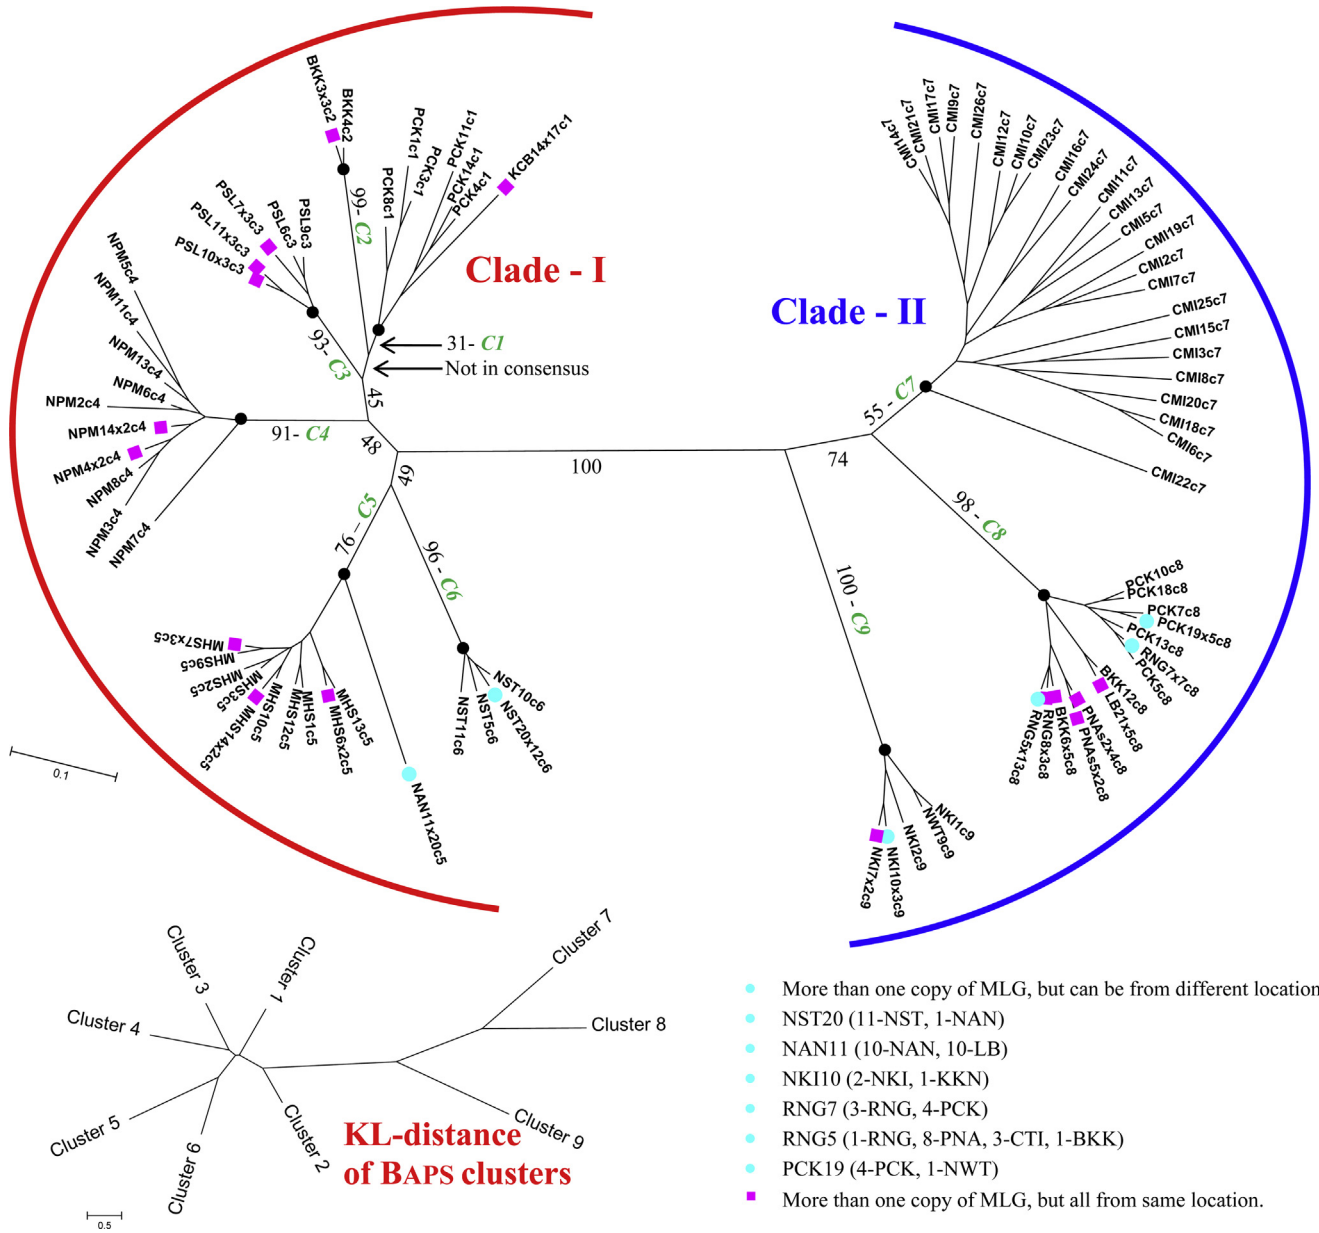 BKK3x3c2
BKK4c2
PCK8c1
PCK1c1
PCK3c1
PCK11c1
PCK14c1
PCK4c1
KCB14x17c1
99- C2
PSL7x3c3
PSL6c3
PSL9c3
PSL11x3c3
PSL10x3c3
Clade - I
31- C1
Not in consensus
93- C3
45
NPM5c4
NPM11c4
NPM13c4
NPM6c4
NPM2c4
NPM14x2c4
NPM4x2c4
NPM8c4
NPM3c4
NPM7c4
91- C4
48
49
100
74
76 - C5
96 - C6
MHS7x3c5
MHS9c5
MHS2c5
MHS3c5
MHS14x2c5
MHS10c5
MHS12c5
MHS1c5
MHS6x2c5
MHS13c5
NAN11x20c5
NST11c6
NST5c6
NST20x12c6
NST10c6
0.1
Clade - II
CMI14c7
CMI21c7
CMI17c7
CMI9c7
CMI26c7
CMI12c7
CMI10c7
CMI23c7
CMI16c7
CMI24c7
CMI11c7
CMI13c7
CMI5c7
CMI19c7
CMI2c7
CMI7c7
CMI25c7
CMI15c7
CMI3c7
CMI8c7
CMI20c7
CMI18c7
CMI6c7
CMI22c7
55 - C7
98 - C8
PCK10c8
PCK18c8
PCK7c8
PCK19x5c8
PCK13c8
RNG7x7c8
PCK5c8
BKK12c8
LB21x5c8
PNAs2x4c8
PNAs5x2c8
BKK6x5c8
RNG8x3c8
RNG5x13c8
100 - C9
NKI1c9
NWT9c9
NKI2c9
NKI10x3c9
NKI7x2c9
Cluster 3
Cluster 1
Cluster 4
Cluster 5
Cluster 6
Cluster 2
Cluster 7
Cluster 8
Cluster 9
KL-distance
of BAPS clusters
0.5
More than one copy of MLG, but can be from different location
NST20 (11-NST, 1-NAN)
NAN11 (10-NAN, 10-LB)
NKI10 (2-NKI, 1-KKN)
RNG7 (3-RNG, 4-PCK)
RNG5 (1-RNG, 8-PNA, 3-CTI, 1-BKK)
PCK19 (4-PCK, 1-NWT)
More than one copy of MLG, but all from same location.